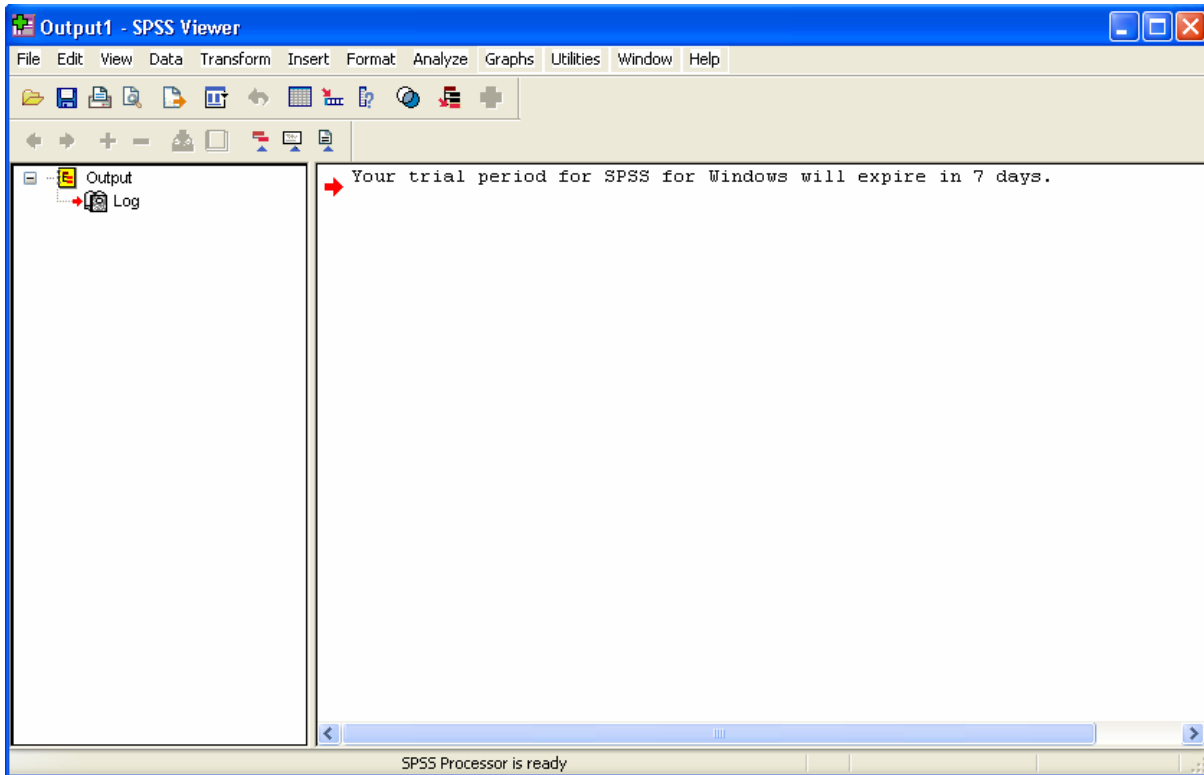 Output1 - SPSS Viewer
File Edit View Data Transform Insert Format Analyze Graphs Utilities Window Help
Output
Log
Your trial period for SPSS for Windows will expire in 7 days.
SPSS Processor is ready